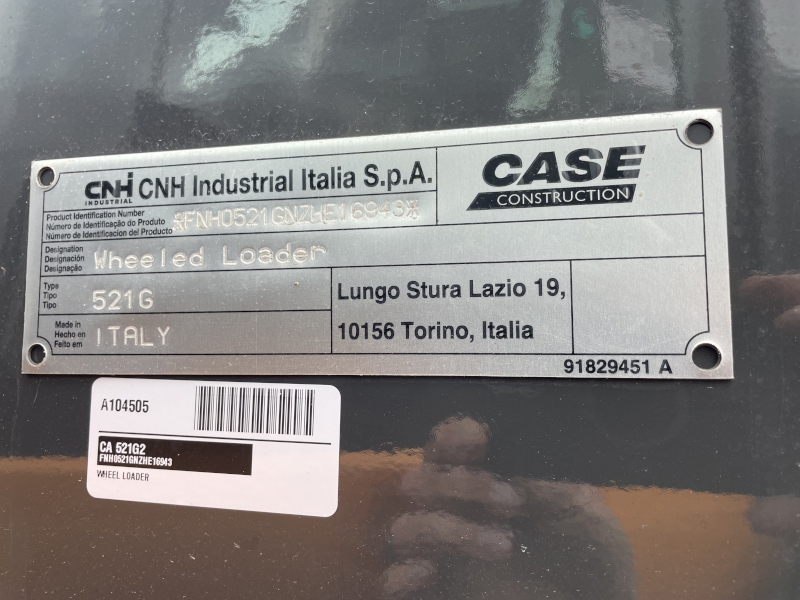 CNH INDUSTRIAL CNH Industrial Italia S.p.A.
CASE
CONSTRUCTION
Product Identification Number
Número de Identificação do Produto
Número de Identificacion del Producto
*FNH0521GNZHE16943*
Designation
Designación
Designação
Wheeled Loader
Type
Tipo
Tipo
521G
Made in
Hecho en
Feito em
ITALY
Lungo Stura Lazio 19,
10156 Torino, Italia
91829451 A
A104505
CA 521G2
FNH0521GNZHE16943
WHEEL LOADER